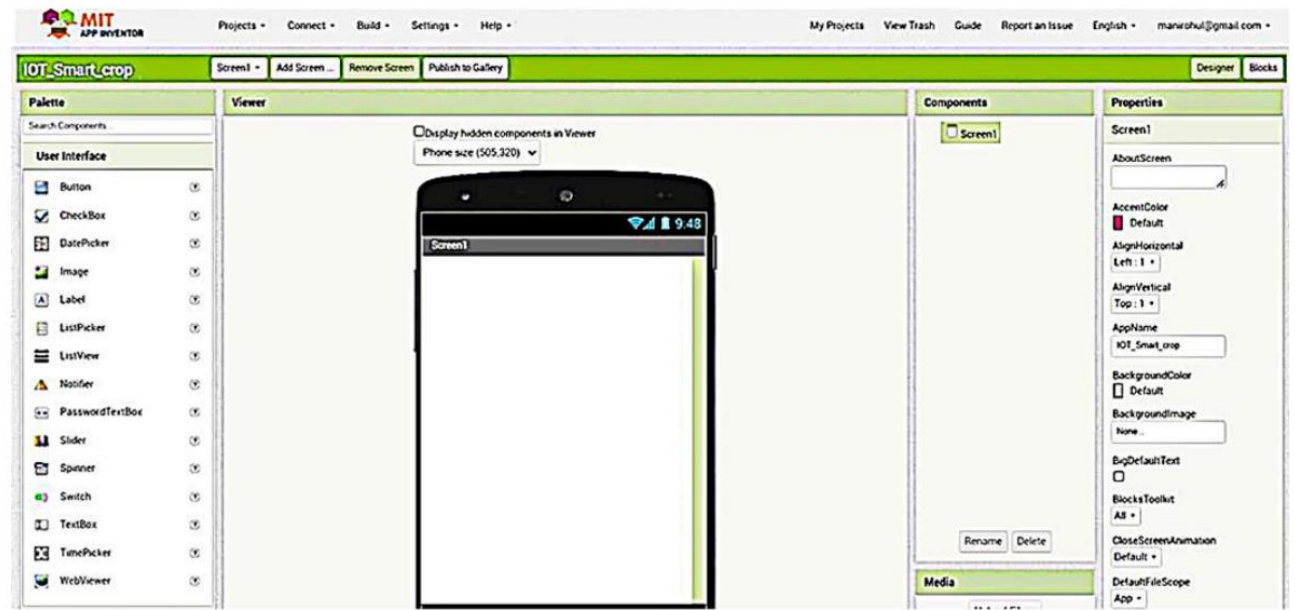 MIT
APP INVENTOR
Projects Connect Build Settings Help My Projects View Trash Guide Report an Issue English manirohul@gmail.com
IOT_Smart_crop Screen1 Add Screen ... Remove Screen Publish to Gallery Designer Blocks
Palette
Search Components...
User Interface
Button
CheckBox
DatePicker
Image
Label
ListPicker
ListView
Notifier
PasswordTextBox
Slider
Spinner
Switch
TextBox
TimePicker
WebViewer
Viewer
Display hidden components in Viewer
Phone size (505,320)
9:48
Screen1
Components
Screen1
Rename Delete
Media
Properties
Screen1
AboutScreen
AccentColor
Default
AlignHorizontal
Left : 1
AlignVertical
Top : 1
AppName
IOT_Smart_crop
BackgroundColor
Default
BackgroundImage
None...
BigDefaultText
BlocksToolkit
All
CloseScreenAnimation
Default
DefaultFileScope
App